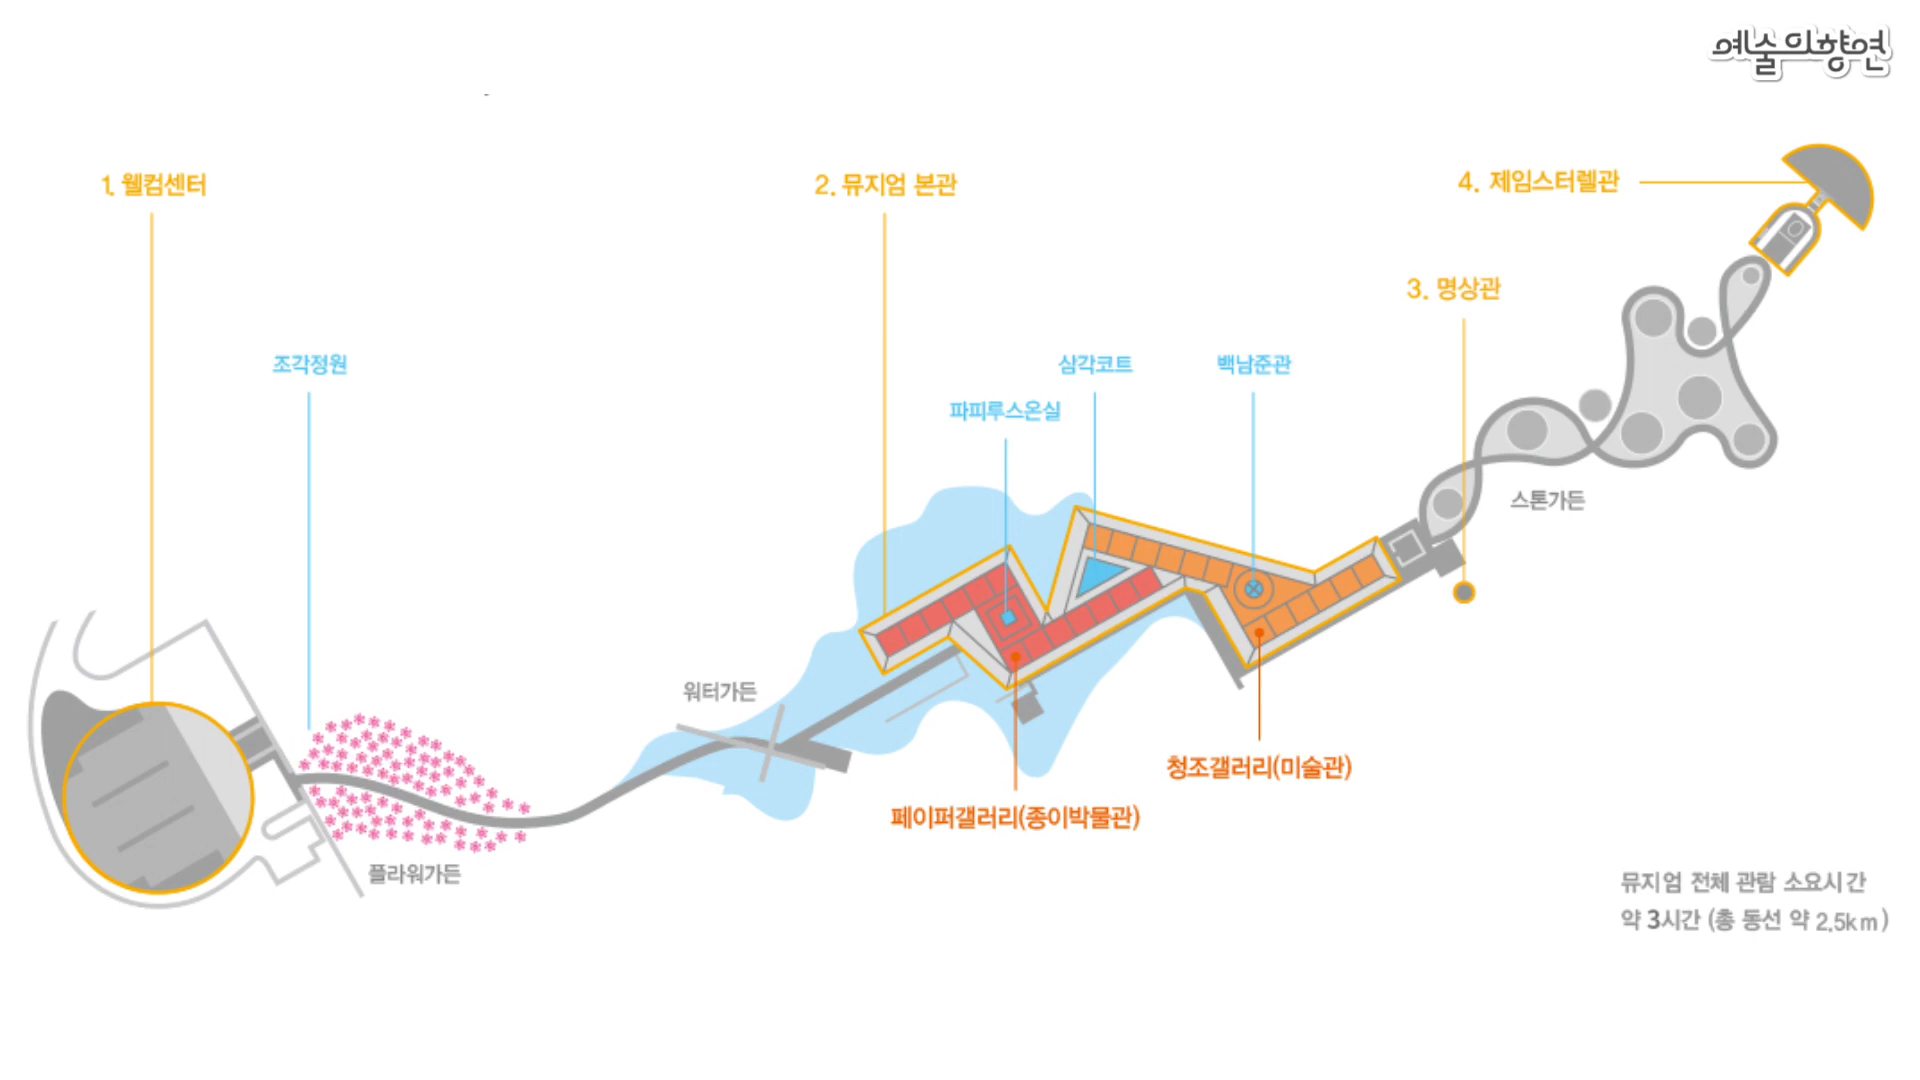 예술의향연
1. 웰컴센터
2. 뮤지엄 본관
4. 제임스터렐관
3. 명상관
조각정원
삼각코트
백남준관
파피루스온실
스톤가든
워터가든
청조갤러리(미술관)
페이퍼갤러리(종이박물관)
플라워가든
뮤지엄 전체 관람 소요시간
약 3시간 (총 동선 약 2.5km)